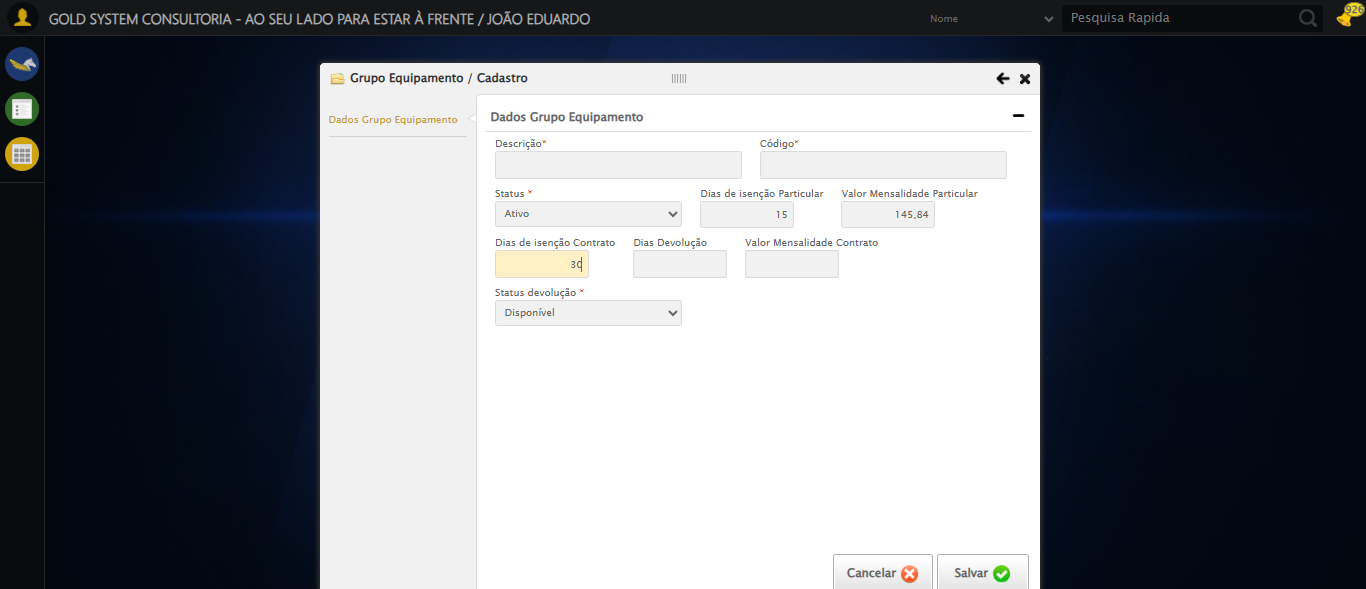 GOLD SYSTEM CONSULTORIA - AO SEU LADO PARA ESTAR À FRENTE / JOÃO EDUARDO
Nome
Pesquisa Rapida
926
Grupo Equipamento / Cadastro
Dados Grupo Equipamento
Dados Grupo Equipamento
Descrição* Código*
Status * Dias de isenção Particular Valor Mensalidade Particular
Ativo 15 145,84
Dias de isenção Contrato Dias Devolução Valor Mensalidade Contrato
30
Status devolução *
Disponível
Cancelar Salvar